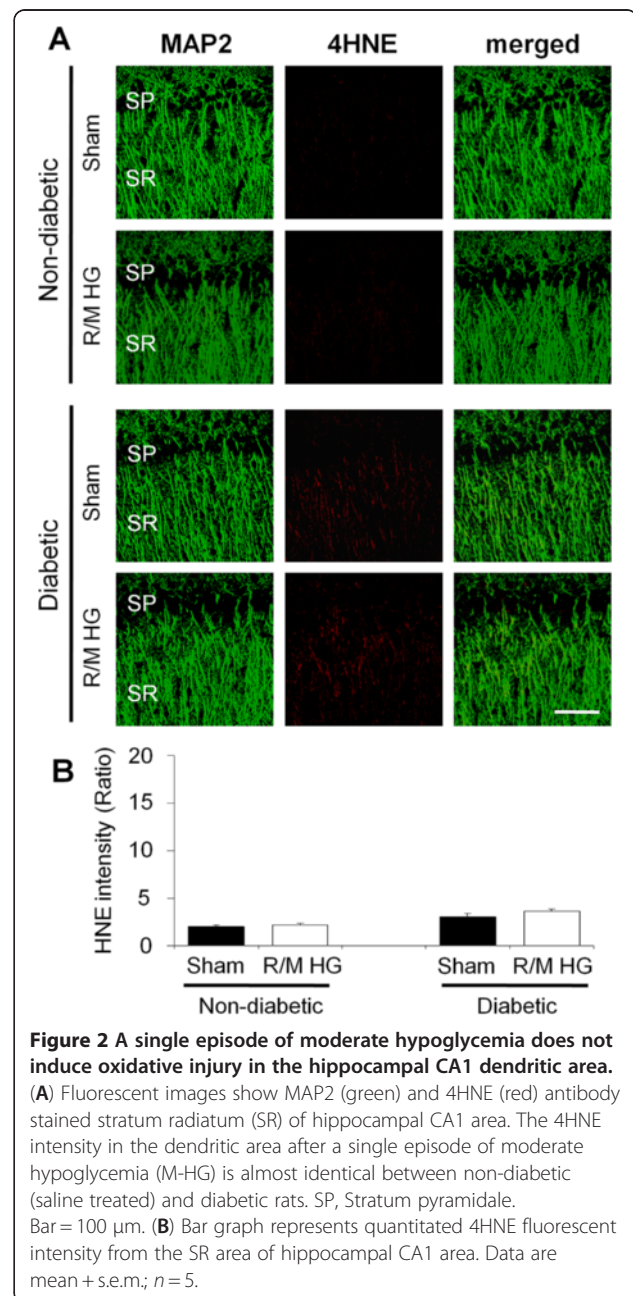 A
MAP2 4HNE merged
Non-diabetic
Sham
SP
SR
R/M HG
SP
SR
Diabetic
Sham
SP
SR
R/M HG
SP
SR
B
HNE intensity (Ratio)
20
15
10
5
0
Sham R/M HG Sham R/M HG
Non-diabetic Diabetic
Figure 2 A single episode of moderate hypoglycemia does not
induce oxidative injury in the hippocampal CA1 dendritic area.
(A) Fluorescent images show MAP2 (green) and 4HNE (red) antibody
stained stratum radiatum (SR) of hippocampal CA1 area. The 4HNE
intensity in the dendritic area after a single episode of moderate
hypoglycemia (M-HG) is almost identical between non-diabetic
(saline treated) and diabetic rats. SP, Stratum pyramidale.
Bar = 100 μm. (B) Bar graph represents quantitated 4HNE fluorescent
intensity from the SR area of hippocampal CA1 area. Data are
mean + s.e.m.; n = 5.